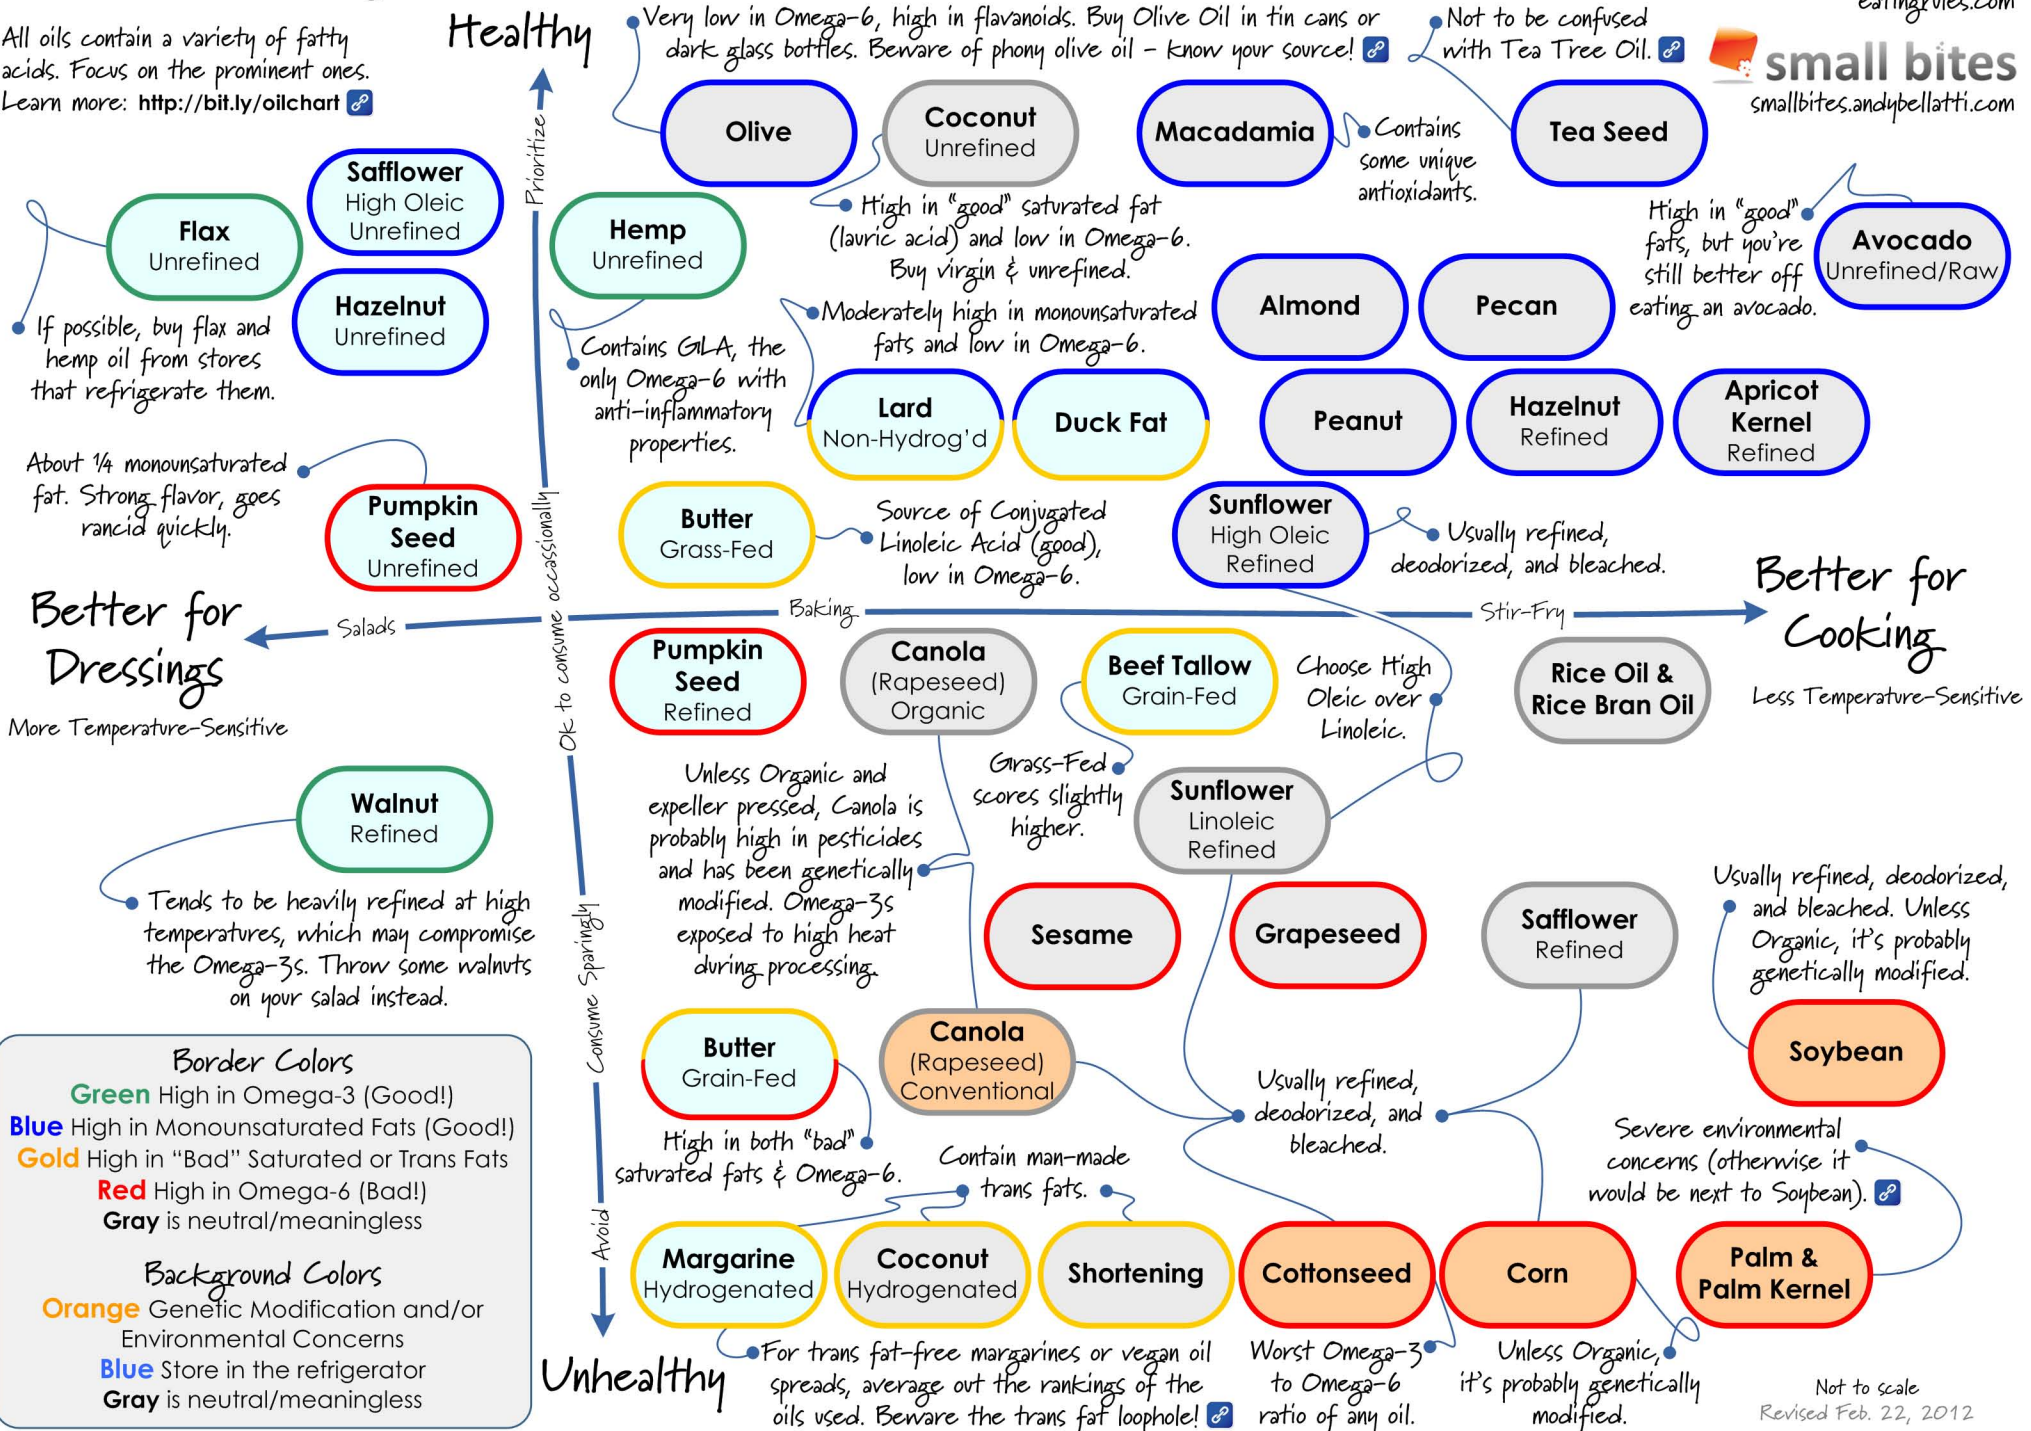 eatingrules.com
All oils contain a variety of fatty
acids. Focus on the prominent ones.
Learn more: http://bit.ly/oilchart
Healthy
Very low in Omega-6, high in flavanoids. Buy Olive Oil in tin cans or
dark glass bottles. Beware of phony olive oil - know your source!
Not to be confused
with Tea Tree Oil.
small bites
smallbites.andybellatti.com
Prioritize
Olive
Coconut
Unrefined
Macadamia
Contains
some unique
antioxidants.
Tea Seed
Safflower
High Oleic
Unrefined
Flax
Unrefined
Hemp
Unrefined
High in "good" saturated fat
(lauric acid) and low in Omega-6.
Buy virgin & unrefined.
High in "good"
fats, but you're
still better off
eating an avocado.
Avocado
Unrefined/Raw
Hazelnut
Unrefined
If possible, buy flax and
hemp oil from stores
that refrigerate them.
Contains GLA, the
only Omega-6 with
anti-inflammatory
properties.
Moderately high in monounsaturated
fats and low in Omega-6.
Almond
Pecan
Lard
Non-Hydrog'd
Duck Fat
Peanut
Hazelnut
Refined
Apricot
Kernel
Refined
About ¼ monounsaturated
fat. Strong flavor, goes
rancid quickly.
Pumpkin
Seed
Unrefined
Ok to consume occassionally
Butter
Grass-Fed
Source of Conjugated
Linoleic Acid (good),
low in Omega-6.
Sunflower
High Oleic
Refined
Usually refined,
deodorized, and bleached.
Better for
Dressings
More Temperature-Sensitive
Salads
Baking
Stir-Fry
Better for
Cooking
Less Temperature-Sensitive
Pumpkin
Seed
Refined
Canola
(Rapeseed)
Organic
Beef Tallow
Grain-Fed
Choose High
Oleic over
Linoleic.
Rice Oil &
Rice Bran Oil
Walnut
Refined
Unless Organic and
expeller pressed, Canola is
probably high in pesticides
and has been genetically
modified. Omega-3s
exposed to high heat
during processing.
Grass-Fed
scores slightly
higher.
Sunflower
Linoleic
Refined
Tends to be heavily refined at high
temperatures, which may compromise
the Omega-3s. Throw some walnuts
on your salad instead.
Consume Sparingly
Sesame
Grapeseed
Safflower
Refined
Usually refined, deodorized,
and bleached. Unless
Organic, it's probably
genetically modified.
Soybean
Butter
Grain-Fed
Canola
(Rapeseed)
Conventional
Usually refined,
deodorized, and
bleached.
High in both "bad"
saturated fats & Omega-6.
Contain man-made
trans fats.
Severe environmental
concerns (otherwise it
would be next to Soybean).
Avoid
Margarine
Hydrogenated
Coconut
Hydrogenated
Shortening
Cottonseed
Corn
Palm &
Palm Kernel
Unhealthy
For trans fat-free margarines or vegan oil
spreads, average out the rankings of the
oils used. Beware the trans fat loophole!
Worst Omega-3
to Omega-6
ratio of any oil.
Unless Organic,
it's probably genetically
modified.
Border Colors
Green High in Omega-3 (Good!)
Blue High in Monounsaturated Fats (Good!)
Gold High in "Bad" Saturated or Trans Fats
Red High in Omega-6 (Bad!)
Gray is neutral/meaningless
Background Colors
Orange Genetic Modification and/or
Environmental Concerns
Blue Store in the refrigerator
Gray is neutral/meaningless
Not to scale
Revised Feb. 22, 2012